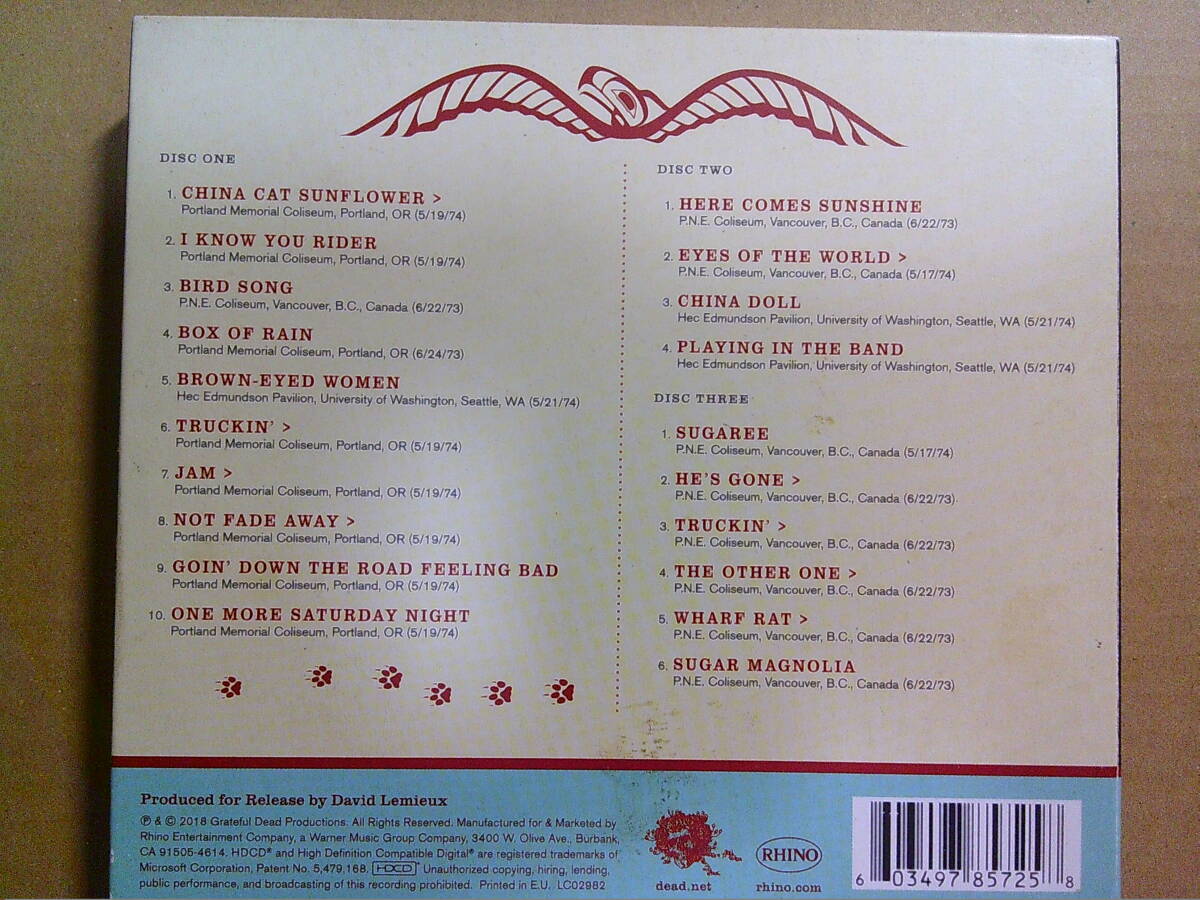 DISC ONE
1. CHINA CAT SUNFLOWER >
Portland Memorial Coliseum, Portland, OR (5/19/74)
2. I KNOW YOU RIDER
Portland Memorial Coliseum, Portland, OR (5/19/74)
3. BIRD SONG
P.N.E. Coliseum, Vancouver, B.C., Canada (6/22/73)
4. BOX OF RAIN
Portland Memorial Coliseum, Portland, OR (6/24/73)
5. BROWN-EYED WOMEN
Hec Edmundson Pavilion, University of Washington, Seattle, WA (5/21/74)
6. TRUCKIN' >
Portland Memorial Coliseum, Portland, OR (5/19/74)
7. JAM >
Portland Memorial Coliseum, Portland, OR (5/19/74)
8. NOT FADE AWAY >
Portland Memorial Coliseum, Portland, OR (5/19/74)
9. GOIN' DOWN THE ROAD FEELING BAD
Portland Memorial Coliseum, Portland, OR (5/19/74)
10. ONE MORE SATURDAY NIGHT
Portland Memorial Coliseum, Portland, OR (5/19/74)
DISC TWO
1. HERE COMES SUNSHINE
P.N.E. Coliseum, Vancouver, B.C., Canada (6/22/73)
2. EYES OF THE WORLD >
P.N.E. Coliseum, Vancouver, B.C., Canada (5/17/74)
3. CHINA DOLL
Hec Edmundson Pavilion, University of Washington, Seattle, WA (5/21/74)
4. PLAYING IN THE BAND
Hec Edmundson Pavilion, University of Washington, Seattle, WA (5/21/74)
DISC THREE
1. SUGAREE
P.N.E. Coliseum, Vancouver, B.C., Canada (5/17/74)
2. HE'S GONE >
P.N.E. Coliseum, Vancouver, B.C., Canada (6/22/73)
3. TRUCKIN' >
P.N.E. Coliseum, Vancouver, B.C., Canada (6/22/73)
4. THE OTHER ONE >
P.N.E. Coliseum, Vancouver, B.C., Canada (6/22/73)
5. WHARF RAT >
P.N.E. Coliseum, Vancouver, B.C., Canada (6/22/73)
6. SUGAR MAGNOLIA
P.N.E. Coliseum, Vancouver, B.C., Canada (6/22/73)
Produced for Release by David Lemieux
℗ & © 2018 Grateful Dead Productions. All Rights Reserved. Manufactured for & Marketed by
Rhino Entertainment Company, a Warner Music Group Company, 3400 W. Olive Ave., Burbank,
CA 91505-4614. HDCD® and High Definition Compatible Digital® are registered trademarks of
Microsoft Corporation, Patent No. 5,479,168. HDCD® Unauthorized copying, hiring, lending,
public performance, and broadcasting of this recording prohibited. Printed in E.U. LC02982
dead.net
RHINO
rhino.com
6 03497 85725 8